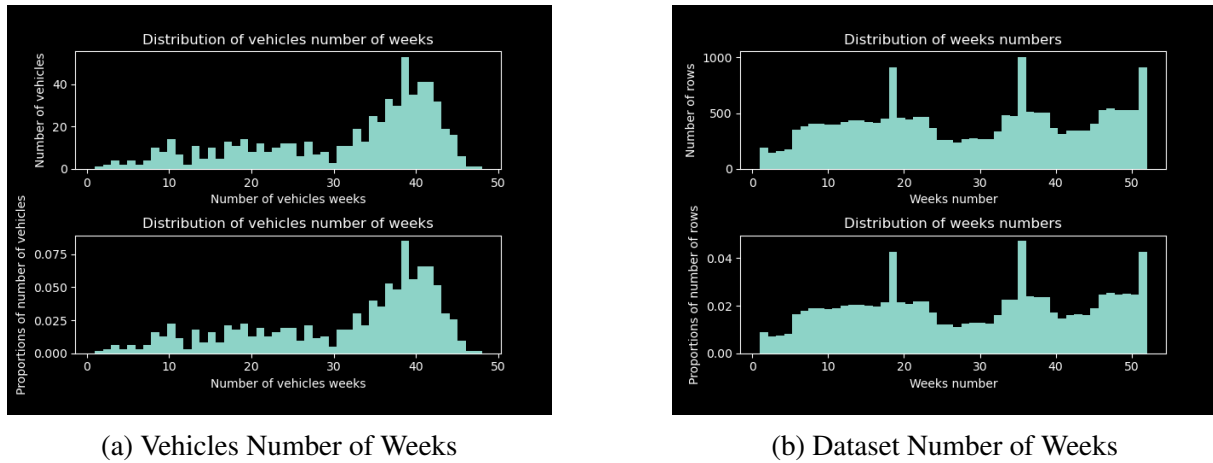 Distribution of vehicles number of weeks
Number of vehicles
40
20
0
0 10 20 30 40 50
Number of vehicles weeks
Distribution of vehicles number of weeks
Proportions of number of vehicles
0.075
0.050
0.025
0.000
0 10 20 30 40 50
Number of vehicles weeks
(a) Vehicles Number of Weeks
Distribution of weeks numbers
Number of rows
1000
500
0
0 10 20 30 40 50
Weeks number
Distribution of weeks numbers
Proportions of number of rows
0.04
0.02
0.00
0 10 20 30 40 50
Weeks number
(b) Dataset Number of Weeks